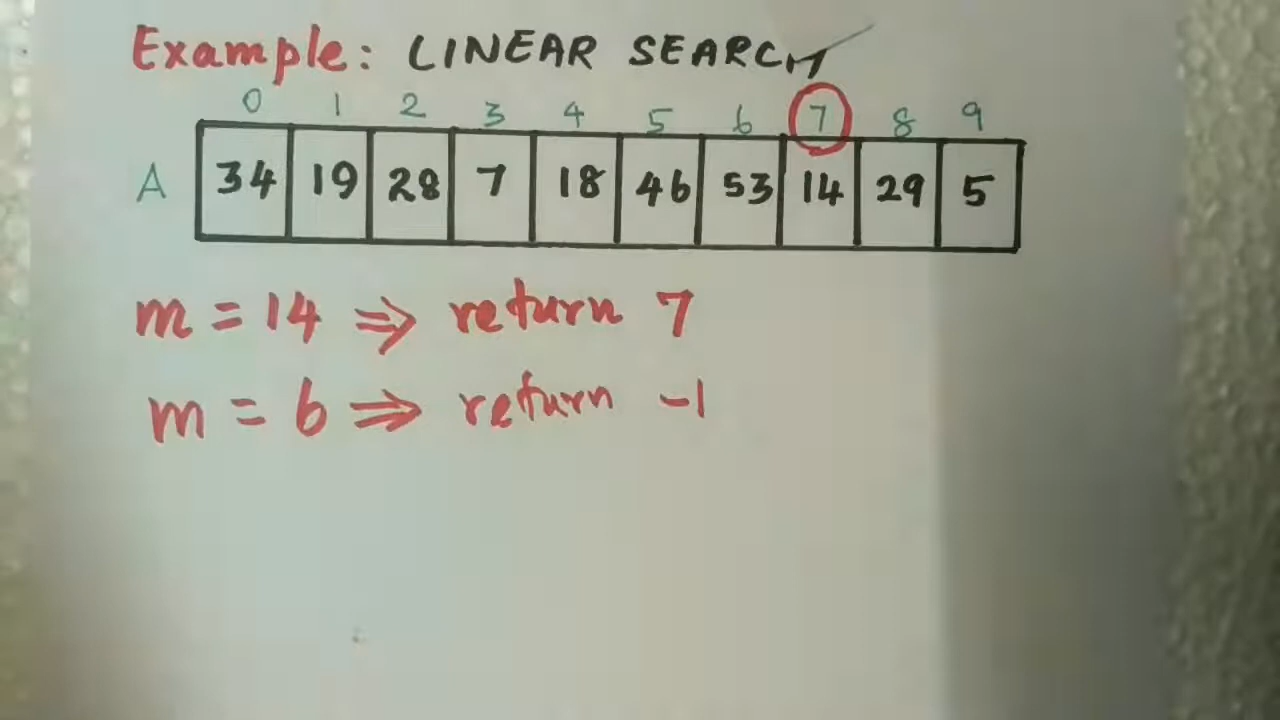 Example: LINEAR SEARCH
0 1 2 3 4 5 6 7 8 9
A 34 19 28 7 18 46 53 14 29 5
m = 14 ⇒ return 7
m = 6 ⇒ return -1